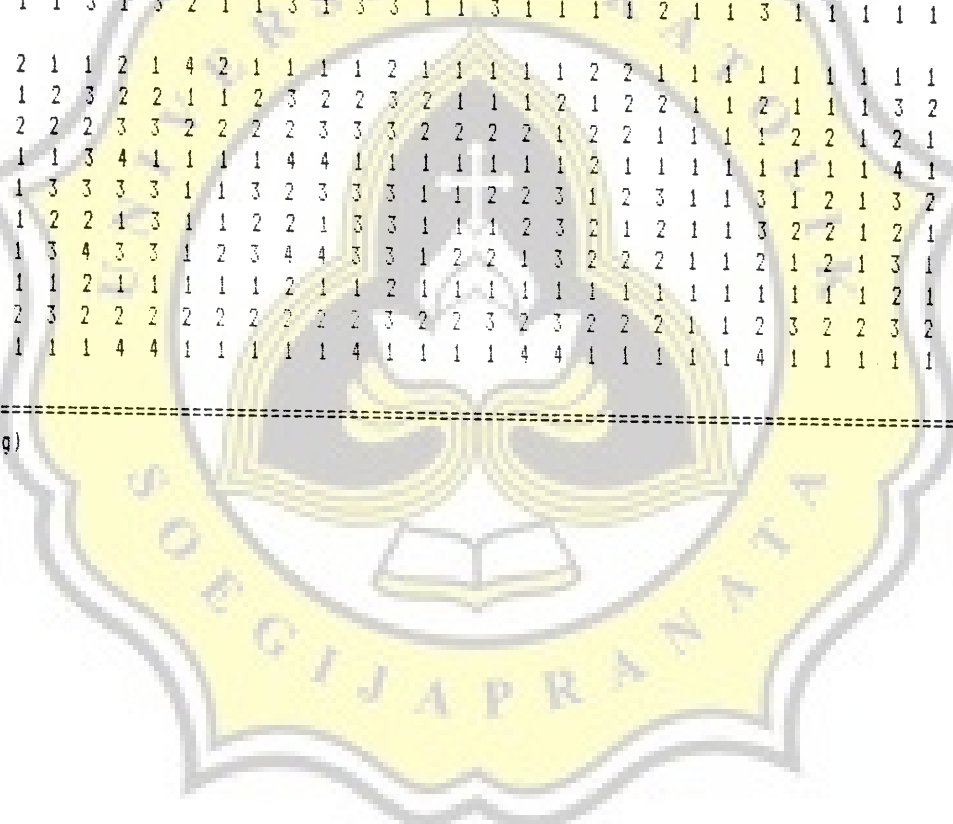 1 1 3 1 3 2 1 1 3 1 3 3 1 1 3 1 1 1 1 2 1 1 3 1 1 1 1 1
2 1 1 2 1 4 2 1 1 1 1 2 1 1 1 1 1 2 2 1 1 1 1 1 1 1 1 1
1 2 3 2 2 1 1 2 3 2 2 3 2 1 1 1 2 1 2 2 1 1 2 1 1 1 3 2
2 2 2 3 3 2 2 2 2 3 3 3 2 2 2 2 1 2 2 1 1 1 1 2 2 1 2 1
1 1 3 4 1 1 1 1 4 4 1 1 1 1 1 1 1 2 1 1 1 1 1 1 1 1 4 1
1 3 3 3 3 1 1 3 2 3 3 3 1 1 2 2 3 1 2 3 1 1 3 1 2 1 3 2
1 2 2 1 3 1 1 2 2 1 3 3 1 1 1 2 3 2 1 2 1 1 3 2 2 1 2 1
1 3 4 3 3 1 2 3 4 4 3 3 1 2 2 1 3 2 2 2 1 1 2 1 2 1 3 1
1 1 2 1 1 1 1 1 2 1 1 2 1 1 1 1 1 1 1 1 1 1 1 1 1 1 2 1
2 3 2 2 2 2 2 2 2 2 2 3 2 2 3 2 3 2 2 2 1 1 2 3 2 2 3 2
1 1 1 4 4 1 1 1 1 1 4 1 1 1 1 4 4 1 1 1 1 1 4 1 1 1 1 1
g)
UNIVERSITAS KATOLIK
SOEGIJAPRANATA